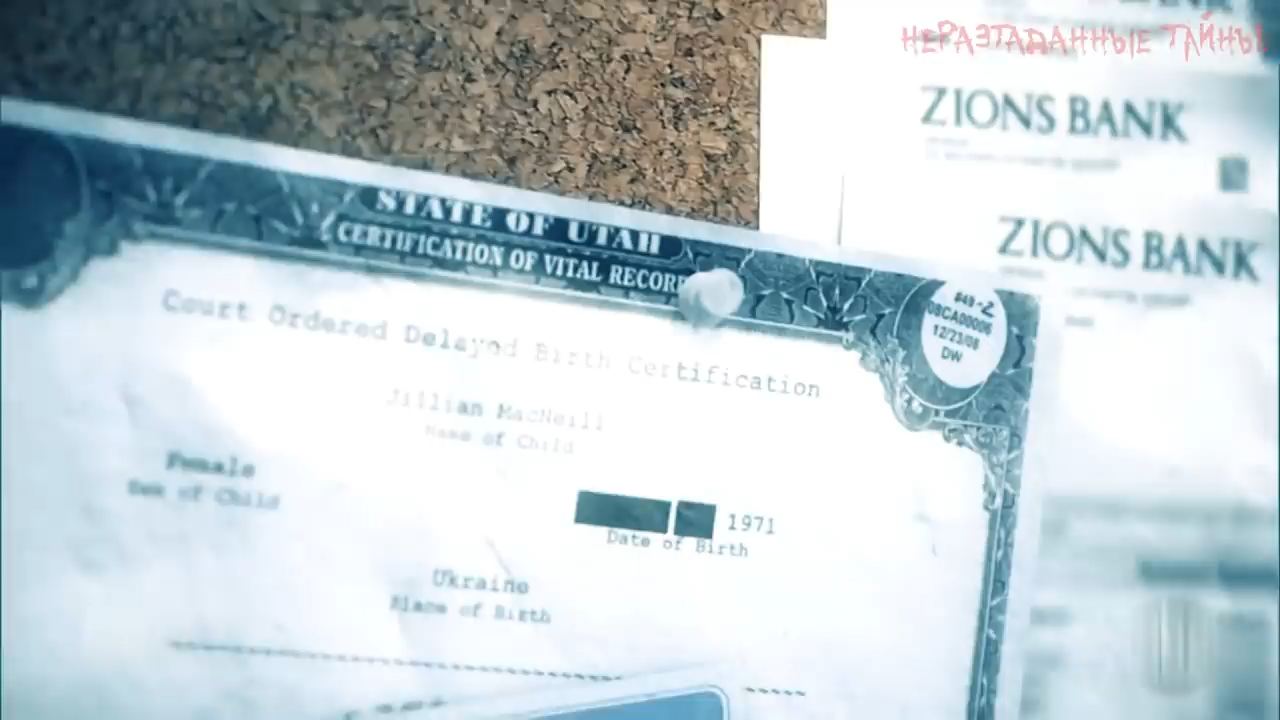 НЕРАЗГАДАННЫЕ ТАЙНЫ
ZIONS BANK
ZIONS BANK
STATE OF UTAH
CERTIFICATION OF VITAL RECORD
#49-2
08CA00006
12/23/08
DW
Court Ordered Delayed Birth Certification
Jillian MacNeill
Name of Child
Female
Sex of Child
1971
Date of Birth
Ukraine
Place of Birth